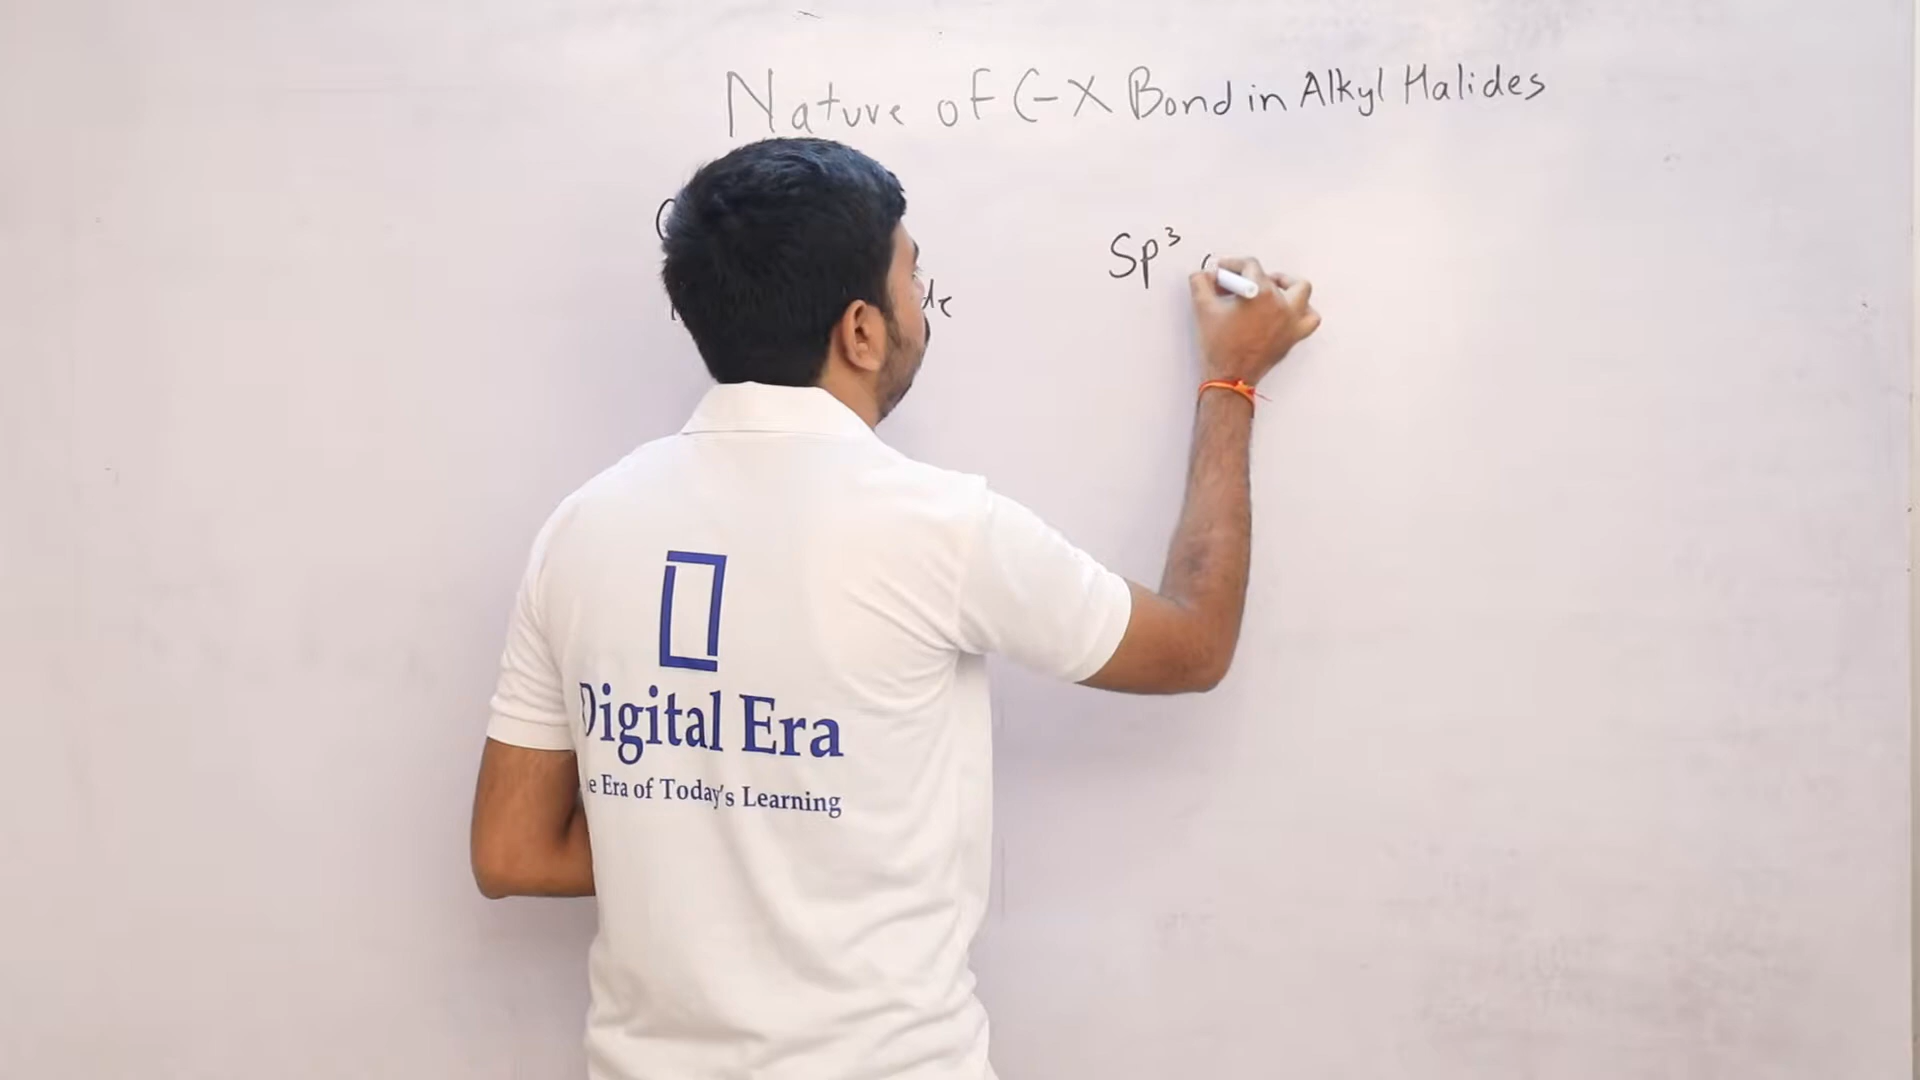 Nature of C-X Bond in Alkyl Halides
Sp³
Digital Era
Era of Today's Learning